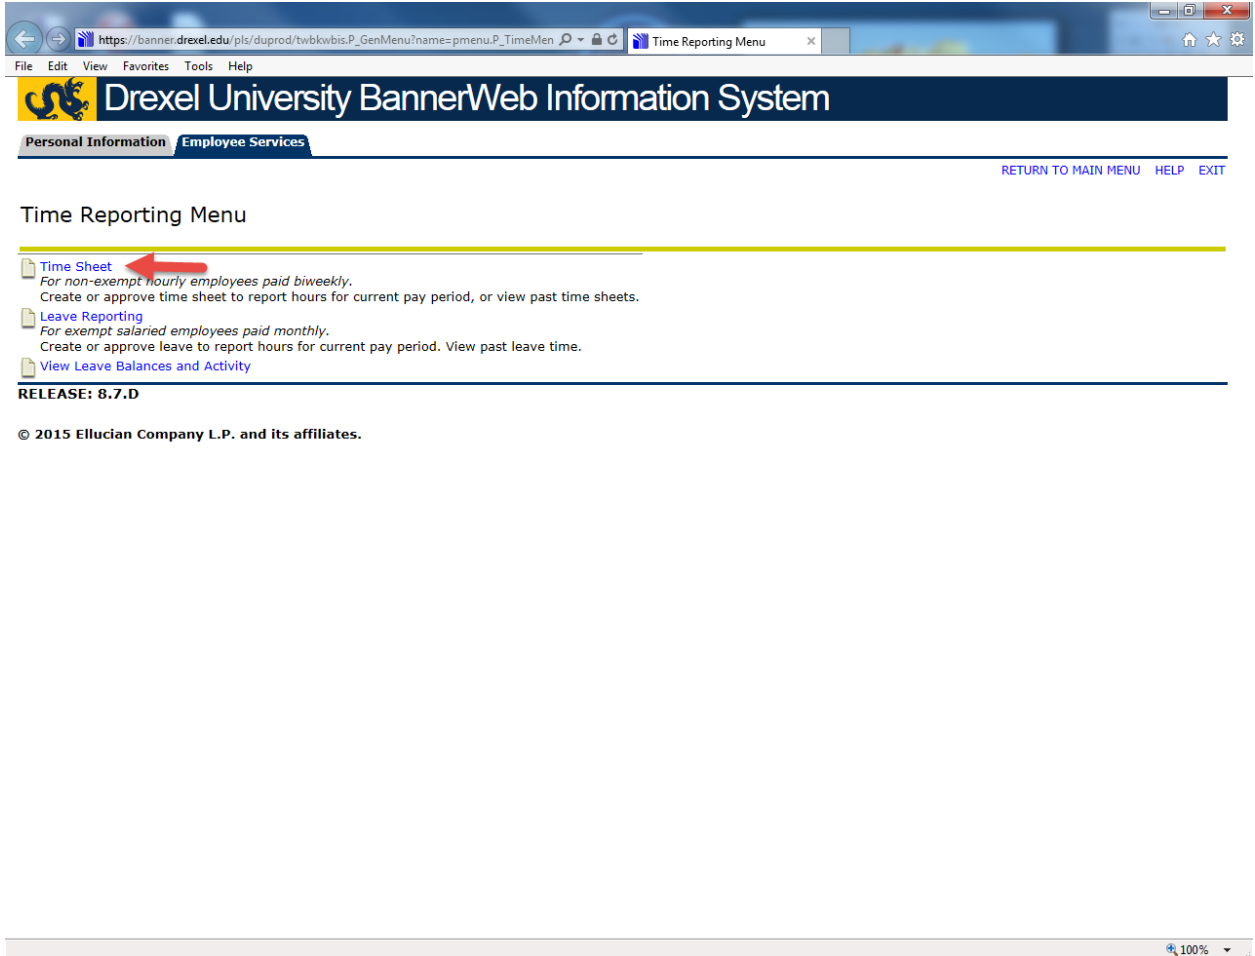 https://banner.drexel.edu/pls/duprod/twbkwbis.P_GenMenu?name=pmenu.P_TimeMen
Time Reporting Menu
File Edit View Favorites Tools Help
Drexel University BannerWeb Information System
Personal Information Employee Services
RETURN TO MAIN MENU HELP EXIT
Time Reporting Menu
Time Sheet
For non-exempt hourly employees paid biweekly.
Create or approve time sheet to report hours for current pay period, or view past time sheets.
Leave Reporting
For exempt salaried employees paid monthly.
Create or approve leave to report hours for current pay period. View past leave time.
View Leave Balances and Activity
RELEASE: 8.7.D
© 2015 Ellucian Company L.P. and its affiliates.
100%